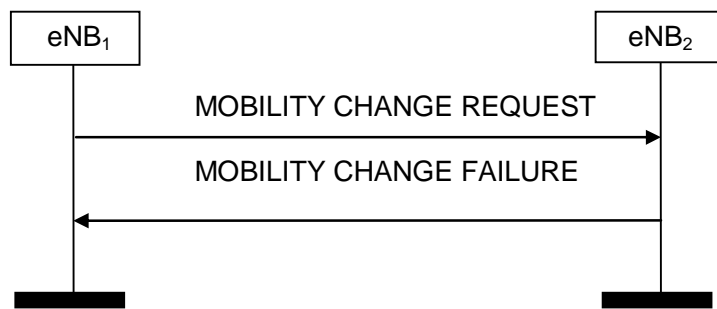 eNB₁
eNB₂
MOBILITY CHANGE REQUEST
MOBILITY CHANGE FAILURE